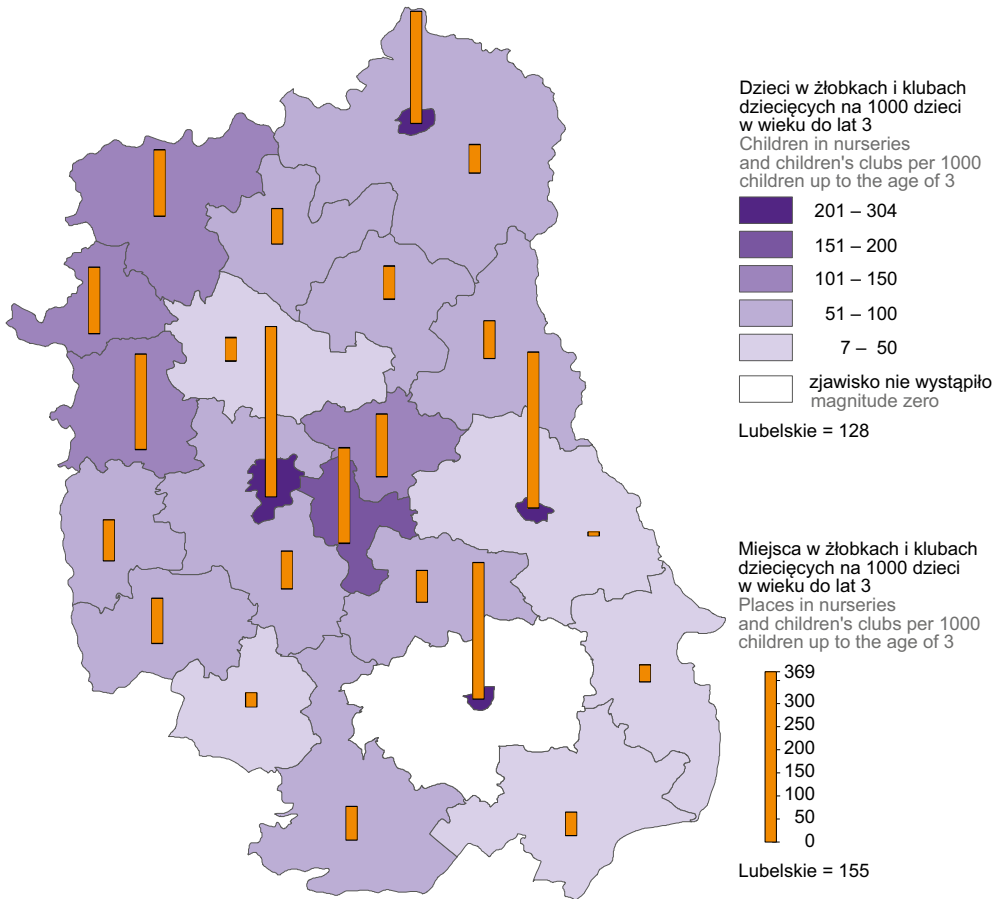 Dzieci w żłobkach i klubach
dziecięcych na 1000 dzieci
w wieku do lat 3
Children in nurseries
and children's clubs per 1000
children up to the age of 3
201 – 304
151 – 200
101 – 150
51 – 100
7 – 50
zjawisko nie wystąpiło
magnitude zero
Lubelskie = 128
Miejsca w żłobkach i klubach
dziecięcych na 1000 dzieci
w wieku do lat 3
Places in nurseries
and children's clubs per 1000
children up to the age of 3
369
300
250
200
150
100
50
0
Lubelskie = 155